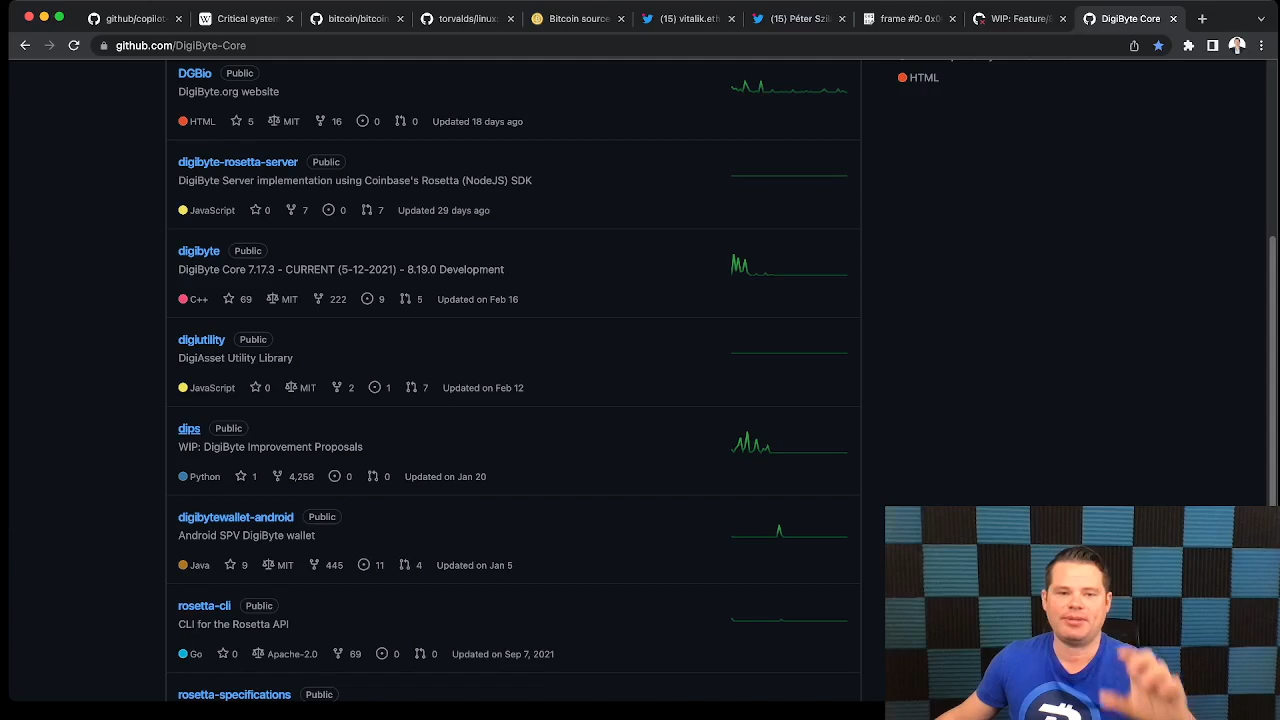 github/copilot
Critical system
bitcoin/bitcoin
torvalds/linux:
Bitcoin source
(15) vitalik.eth
(15) Péter Szil
frame #0: 0x0
WIP: Feature/
DigiByte Core
github.com/DigiByte-Core
HTML
DGBio Public
DigiByte.org website
HTML 5 MIT 16 0 0 Updated 18 days ago
digibyte-rosetta-server Public
DigiByte Server implementation using Coinbase's Rosetta (NodeJS) SDK
JavaScript 0 7 0 7 Updated 29 days ago
digibyte Public
DigiByte Core 7.17.3 - CURRENT (5-12-2021) - 8.19.0 Development
C++ 69 MIT 222 9 5 Updated on Feb 16
digiutility Public
DigiAsset Utility Library
JavaScript 0 MIT 2 1 7 Updated on Feb 12
dips Public
WIP: DigiByte Improvement Proposals
Python 1 4,258 0 0 Updated on Jan 20
digibytewallet-android Public
Android SPV DigiByte wallet
Java 3 MIT 445 11 4 Updated on Jan 5
rosetta-cli Public
CLI for the Rosetta API
Go 0 Apache-2.0 69 0 0 Updated on Sep 7, 2021
rosetta-specifications Public